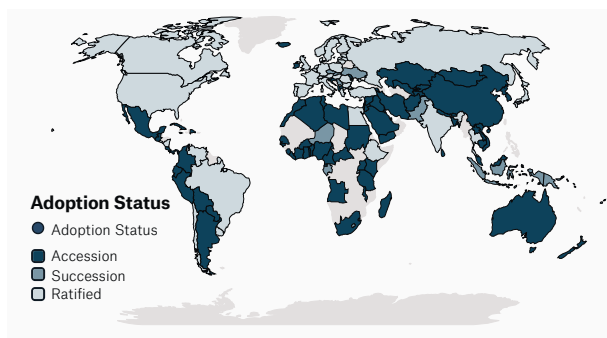 Adoption Status
Adoption Status
Accession
Succession
Ratified